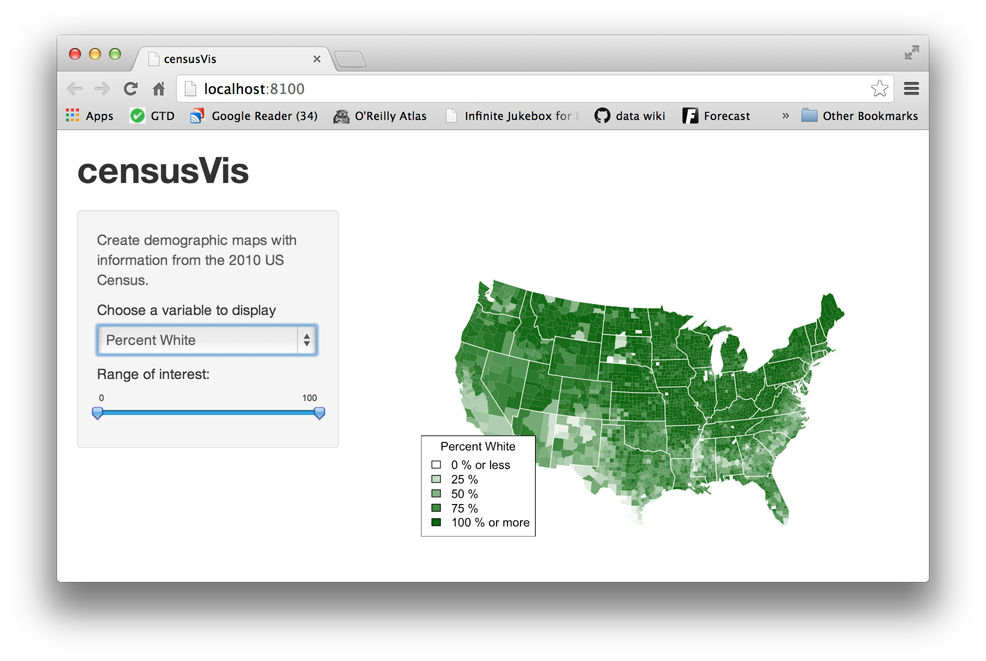 censusVis
localhost:8100
Apps GTD Google Reader (34) O'Reilly Atlas Infinite Jukebox for data wiki Forecast » Other Bookmarks
censusVis
Create demographic maps with
information from the 2010 US
Census.
Choose a variable to display
Percent White
Range of interest:
0 100
Percent White
0 % or less
25 %
50 %
75 %
100 % or more